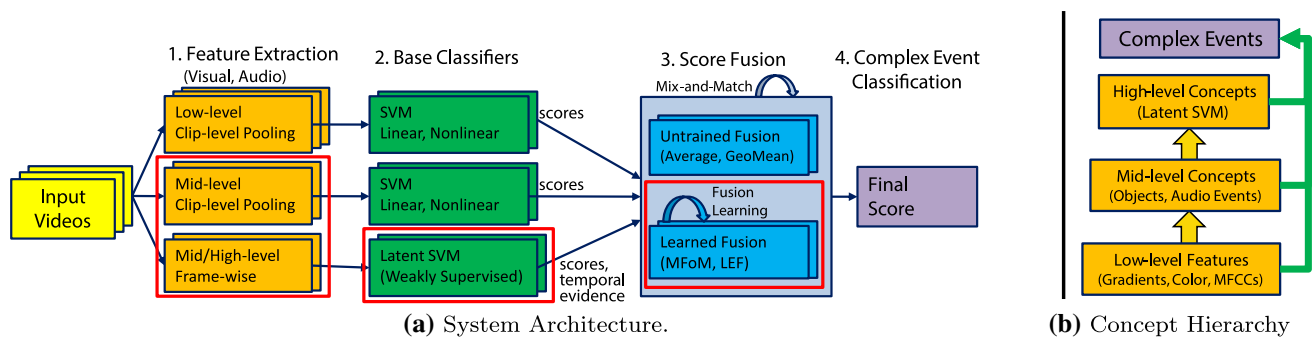 1. Feature Extraction
(Visual, Audio)
2. Base Classifiers
3. Score Fusion
Mix-and-Match
4. Complex Event
Classification
Input
Videos
Low-level
Clip-level Pooling
Mid-level
Clip-level Pooling
Mid/High-level
Frame-wise
SVM
Linear, Nonlinear
scores
SVM
Linear, Nonlinear
scores
Latent SVM
(Weakly Supervised)
scores,
temporal
evidence
Untrained Fusion
(Average, GeoMean)
Fusion
Learning
Learned Fusion
(MFoM, LEF)
Final
Score
(a) System Architecture.
Complex Events
High-level Concepts
(Latent SVM)
Mid-level Concepts
(Objects, Audio Events)
Low-level Features
(Gradients, Color, MFCCs)
(b) Concept Hierarchy